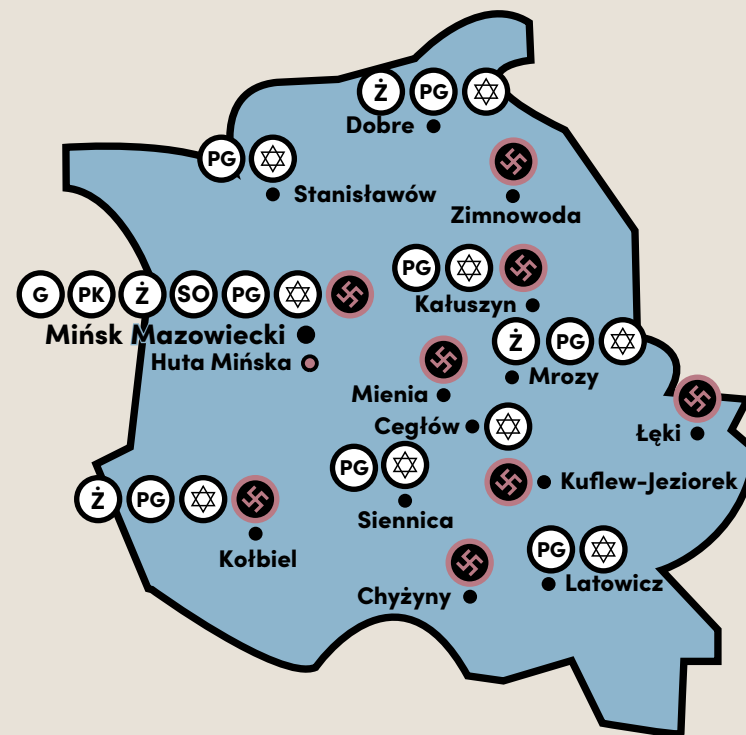 Ż PG
Dobre
PG
Stanisławów
Zimnowoda
PG
Kałuszyn
G PK Ż SO PG
Mińsk Mazowiecki
Huta Mińska
Ż PG
Mrozy
Mienia
Cegłów
Łęki
PG
Siennica
Kuflew-Jeziorek
Ż PG
Kołbiel
PG
Latowicz
Chyżyny